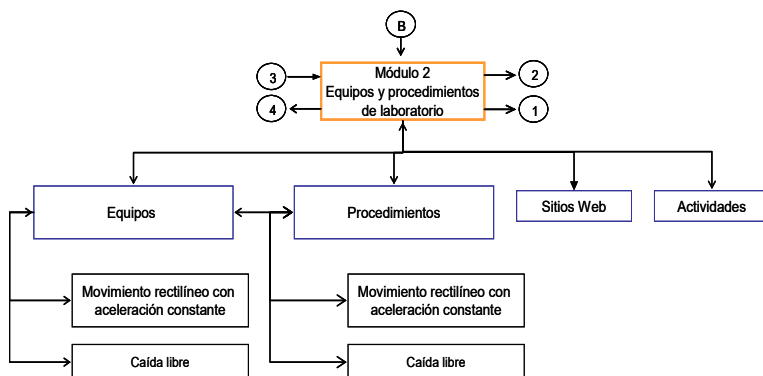 B
3
Módulo 2
2
Equipos y procedimientos
4
de laboratorio
1
Equipos
Procedimientos
Sitios Web
Actividades
Movimiento rectilíneo con
aceleración constante
Movimiento rectilíneo con
aceleración constante
Caída libre
Caída libre